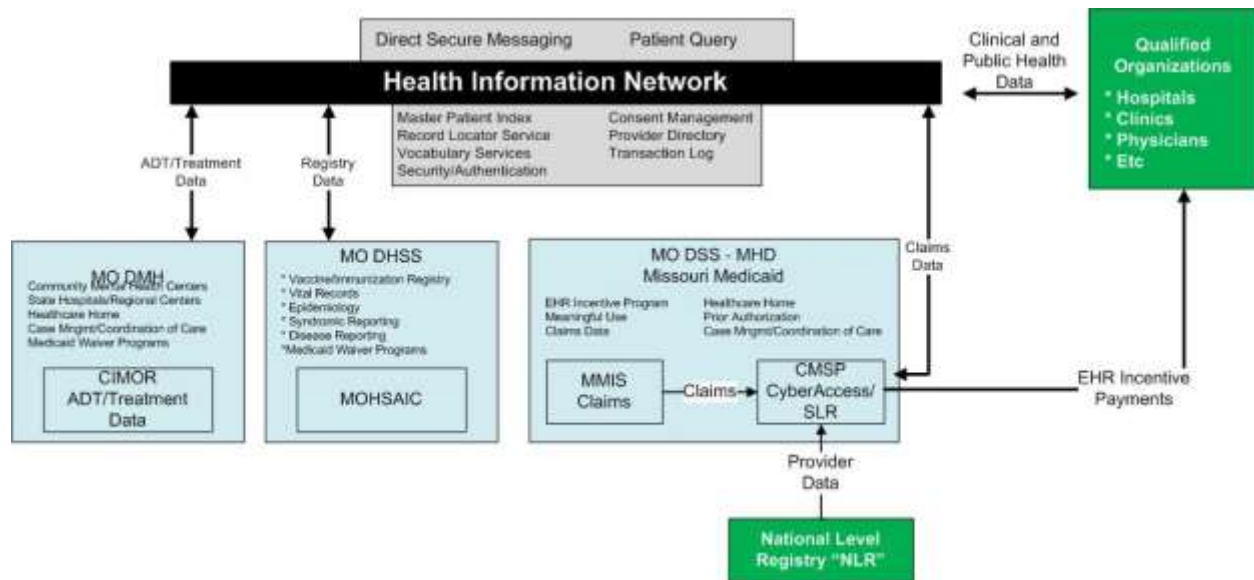 Direct Secure Messaging
Patient Query
Clinical and
Public Health
Data
Qualified
Organizations
* Hospitals
* Clinics
* Physicians
* Etc
Health Information Network
Master Patient Index
Record Locator Service
Vocabulary Services
Security/Authentication
Consent Management
Provider Directory
Transaction Log
ADT/Treatment
Data
Registry
Data
Claims
Data
MO DMH
Community Mental Health Centers
State Hospitals/Regional Centers
Healthcare Home
Case Mngmt/Coordination of Care
Medicaid Waiver Programs
CIMOR
ADT/Treatment
Data
MO DHSS
* Vaccine/Immunization Registry
* Vital Records
* Epidemiology
* Syndromic Reporting
* Disease Reporting
*Medicaid Waiver Programs
MOHSAIC
MO DSS - MHD
Missouri Medicaid
EHR Incentive Program
Meaningful Use
Claims Data
Healthcare Home
Prior Authorization
Case Mngmt/Coordination of Care
MMIS
Claims
Claims
CMSP
CyberAccess/
SLR
EHR Incentive
Payments
Provider
Data
National Level
Registry "NLR"